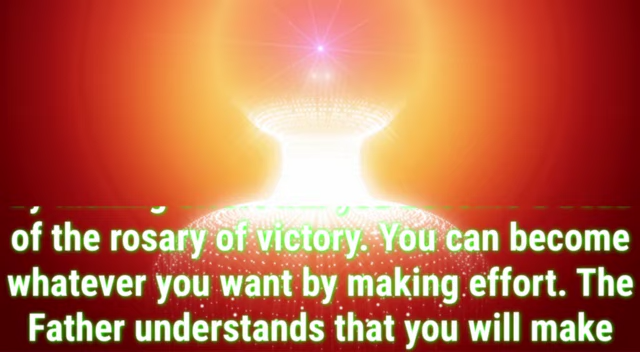 of the rosary of victory. You can become
whatever you want by making effort. The
Father understands that you will make